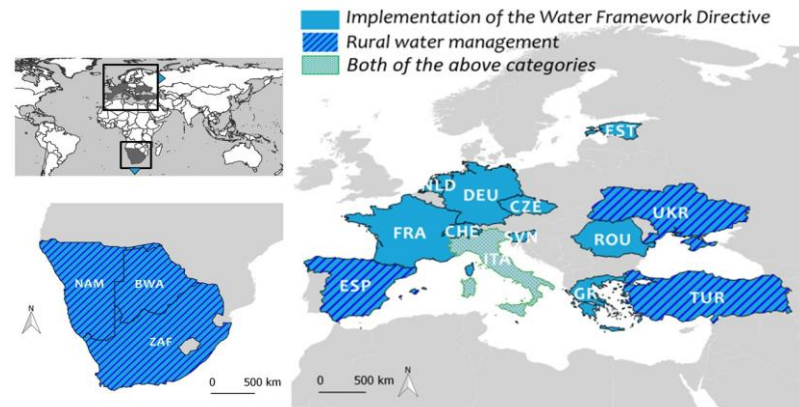 Implementation of the Water Framework Directive
Rural water management
Both of the above categories
EST
NLD
DEU
CZE
UKR
FRA
CHE
SVN
ROU
ITA
ESP
GR
TUR
NAM
BWA
ZAF
N
0 500 km
0 500 km
N